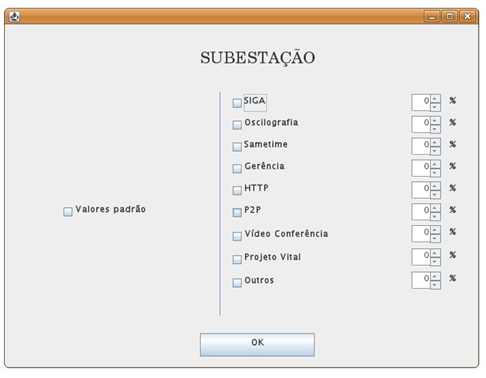 SUBESTAÇÃO
SIGA 0 %
Oscilografia 0 %
Sametime 0 %
Gerência 0 %
HTTP 0 %
Valores padrão
P2P 0 %
Vídeo Conferência 0 %
Projeto Vital 0 %
Outros 0 %
OK